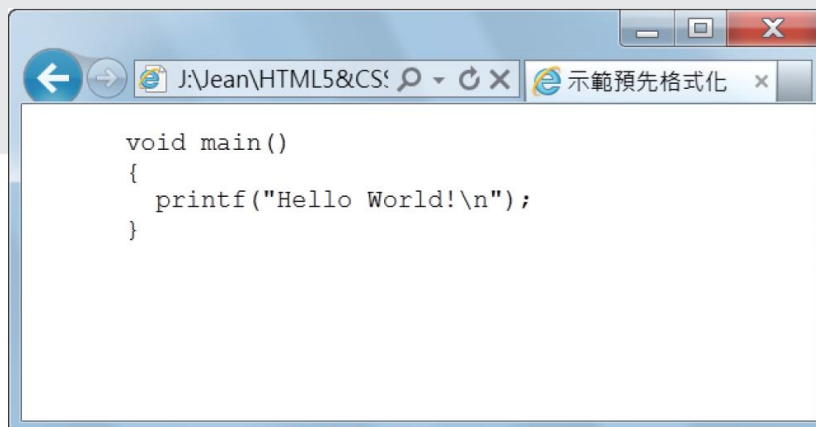 J:\Jean\HTML5&CS
示範預先格式化
void main()
{
  printf("Hello World!\n");
}